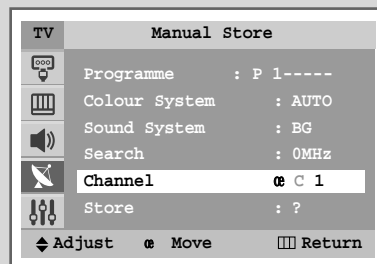 TV Manual Store
Programme : P 1-----
Colour System : AUTO
Sound System : BG
Search : 0MHz
Channel œ C 1
Store : ?
Adjust œ Move Return